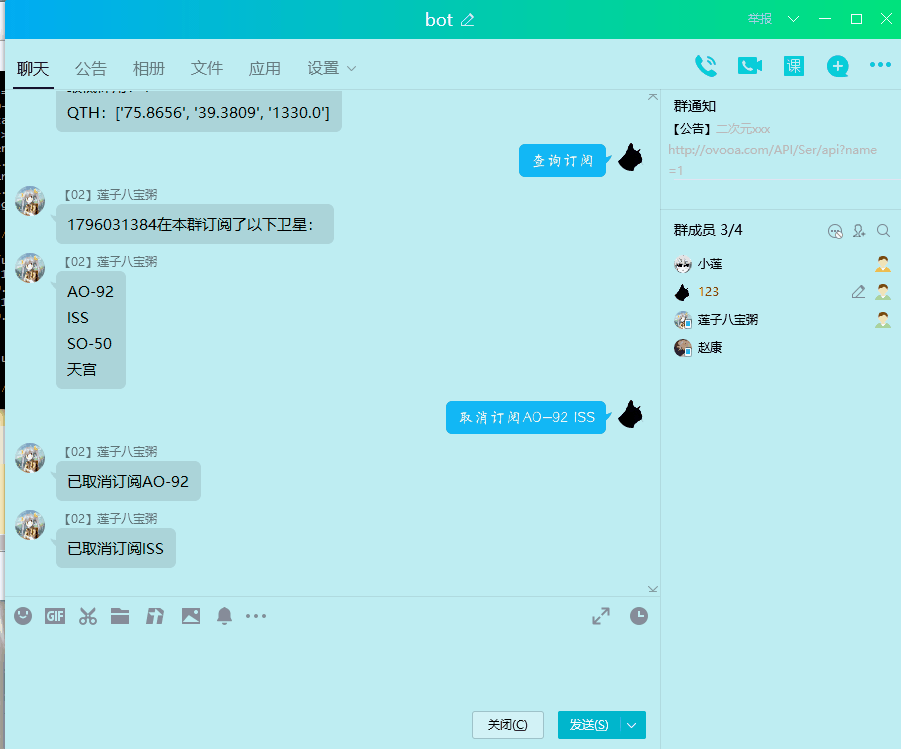 bot
举报
聊天 公告 相册 文件 应用 设置
课
QTH: ['75.8656', '39.3809', '1330.0']
查询订阅
【02】莲子八宝粥
1796031384在本群订阅了以下卫星：
【02】莲子八宝粥
AO-92
ISS
SO-50
天宫
取消订阅AO-92 ISS
【02】莲子八宝粥
已取消订阅AO-92
【02】莲子八宝粥
已取消订阅ISS
GIF
关闭(C)
发送(S)
群通知
【公告】二次元xxx
http://ovooa.com/API/Ser/api?name
=1
群成员 3/4
小莲
123
莲子八宝粥
赵康